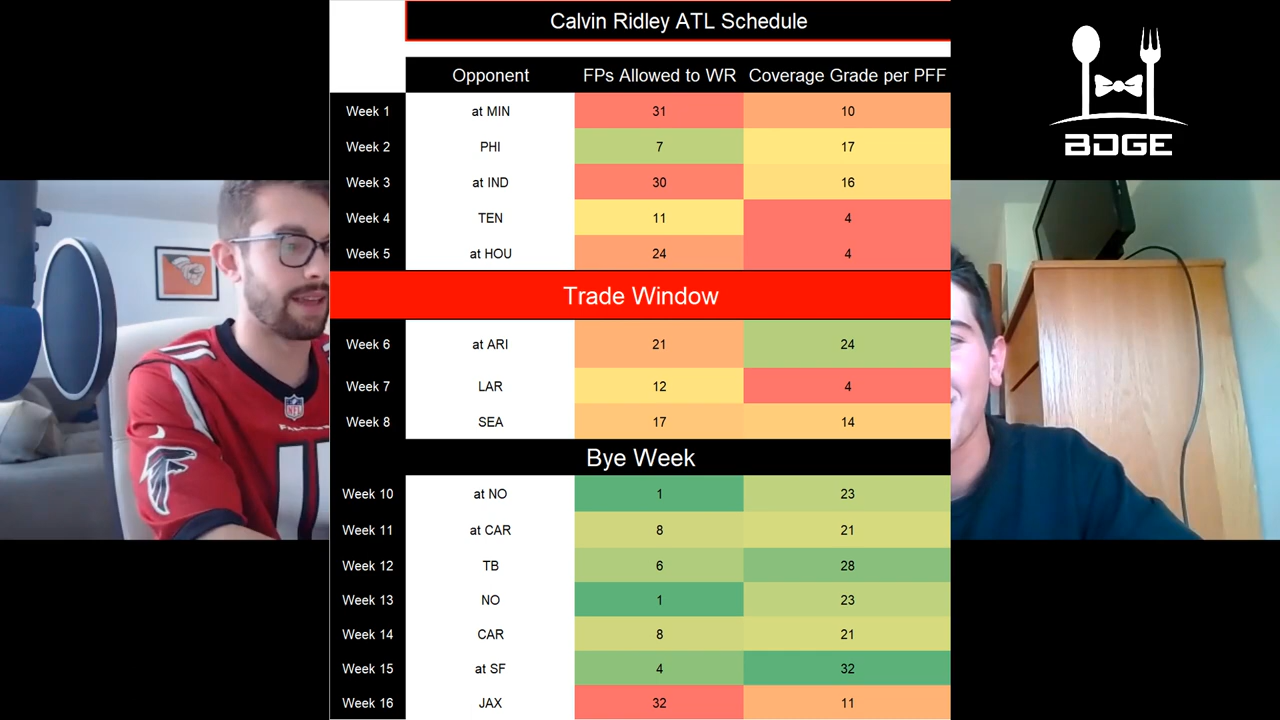 Calvin Ridley ATL Schedule
Opponent FPs Allowed to WR Coverage Grade per PFF
Week 1 at MIN 31 10
Week 2 PHI 7 17
Week 3 at IND 30 16
Week 4 TEN 11 4
Week 5 at HOU 24 4
Trade Window
Week 6 at ARI 21 24
Week 7 LAR 12 4
Week 8 SEA 17 14
Bye Week
Week 10 at NO 1 23
Week 11 at CAR 8 21
Week 12 TB 6 28
Week 13 NO 1 23
Week 14 CAR 8 21
Week 15 at SF 4 32
Week 16 JAX 32 11
BDGE
NFL